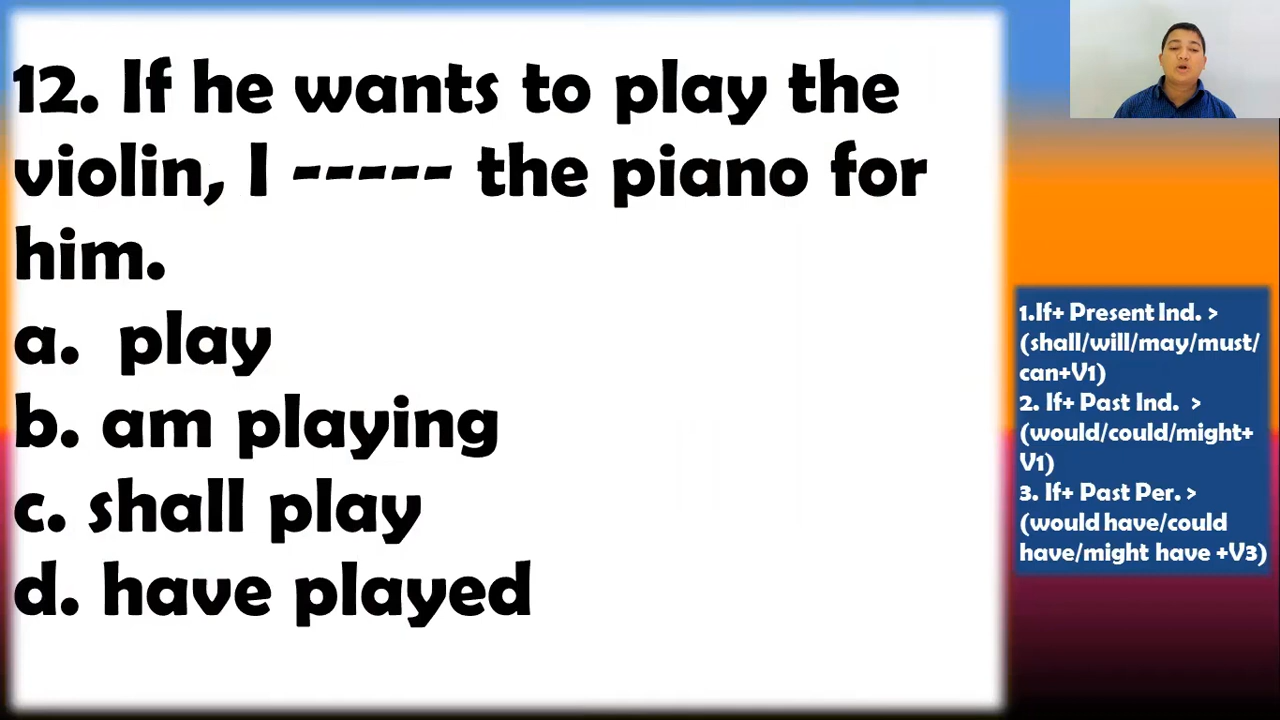 12. If he wants to play the
violin, I ----- the piano for
him.
a. play
b. am playing
c. shall play
d. have played
1.If+ Present Ind. >
(shall/will/may/must/
can+V1)
2. If+ Past Ind. >
(would/could/might+
V1)
3. If+ Past Per. >
(would have/could
have/might have +V3)